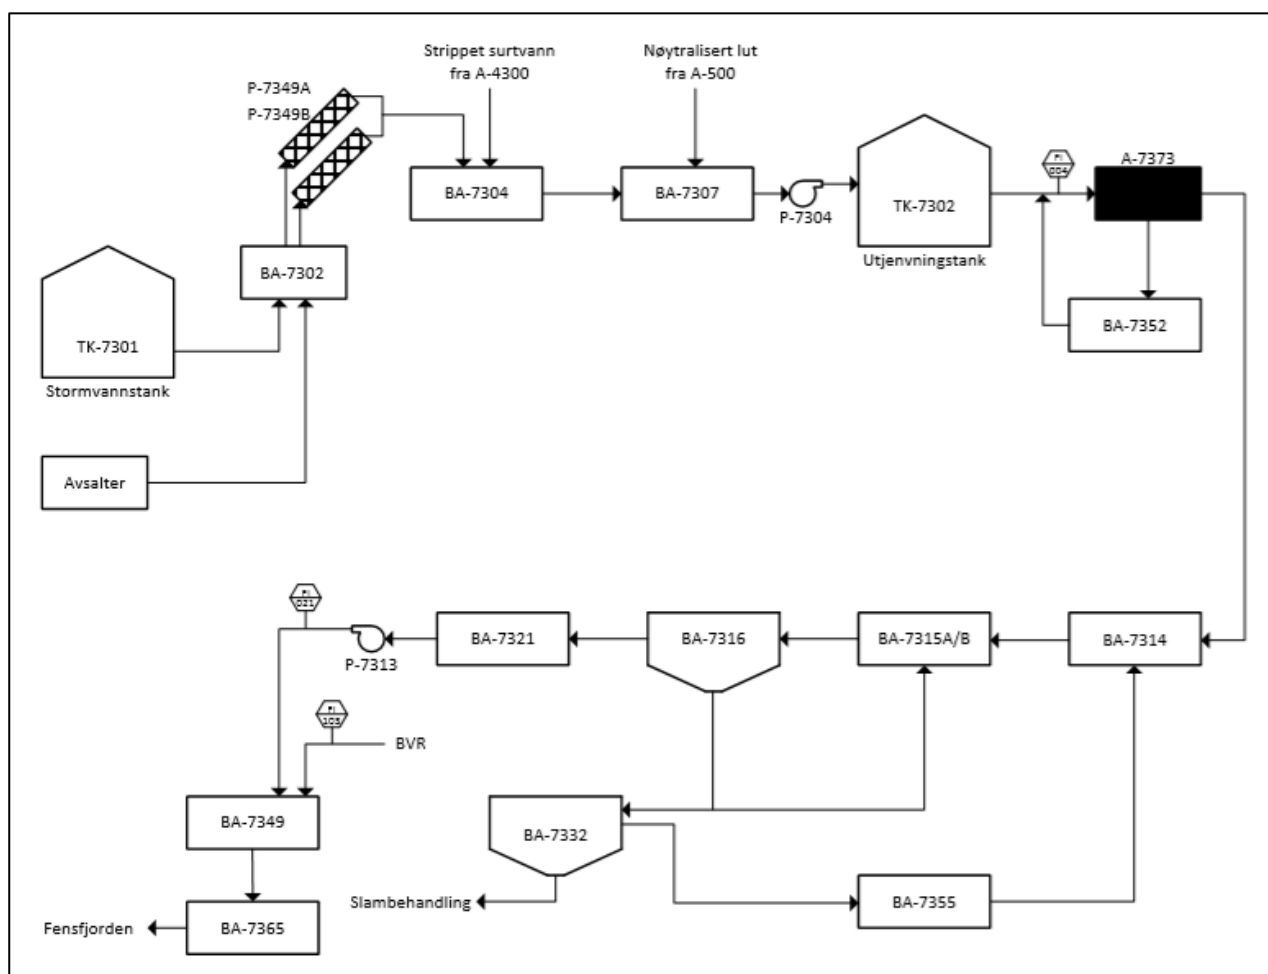 Strippet surtvann
fra A-4300
Nøytralisert lut
fra A-500
P-7349A
P-7349B
A-7373
FI
004
BA-7304
BA-7307
P-7304
TK-7302
Utjenvningstank
BA-7302
BA-7352
TK-7301
Stormvannstank
Avsalter
FI
021
BA-7321
BA-7316
BA-7315A/B
BA-7314
P-7313
FI
103
BVR
BA-7349
BA-7332
Slambehandling
BA-7355
Fensfjorden
BA-7365